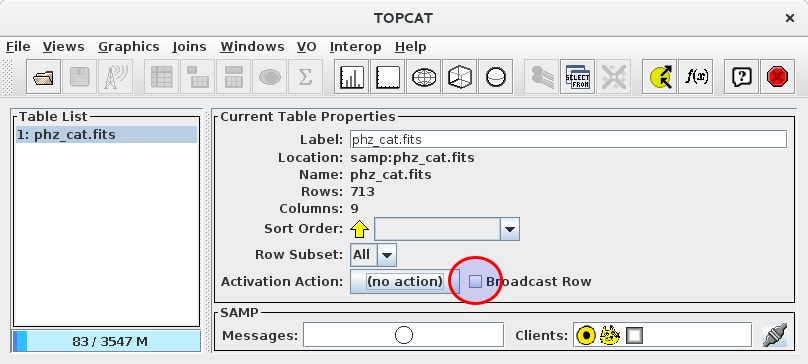 TOPCAT
File Views Graphics Joins Windows VO Interop Help
Σ SELECT FROM f(x) ?
Table List
1: phz_cat.fits
83 / 3547 M
Current Table Properties
Label: phz_cat.fits
Location: samp:phz_cat.fits
Name: phz_cat.fits
Rows: 713
Columns: 9
Sort Order:
Row Subset: All
Activation Action: (no action) Broadcast Row
SAMP
Messages: Clients: